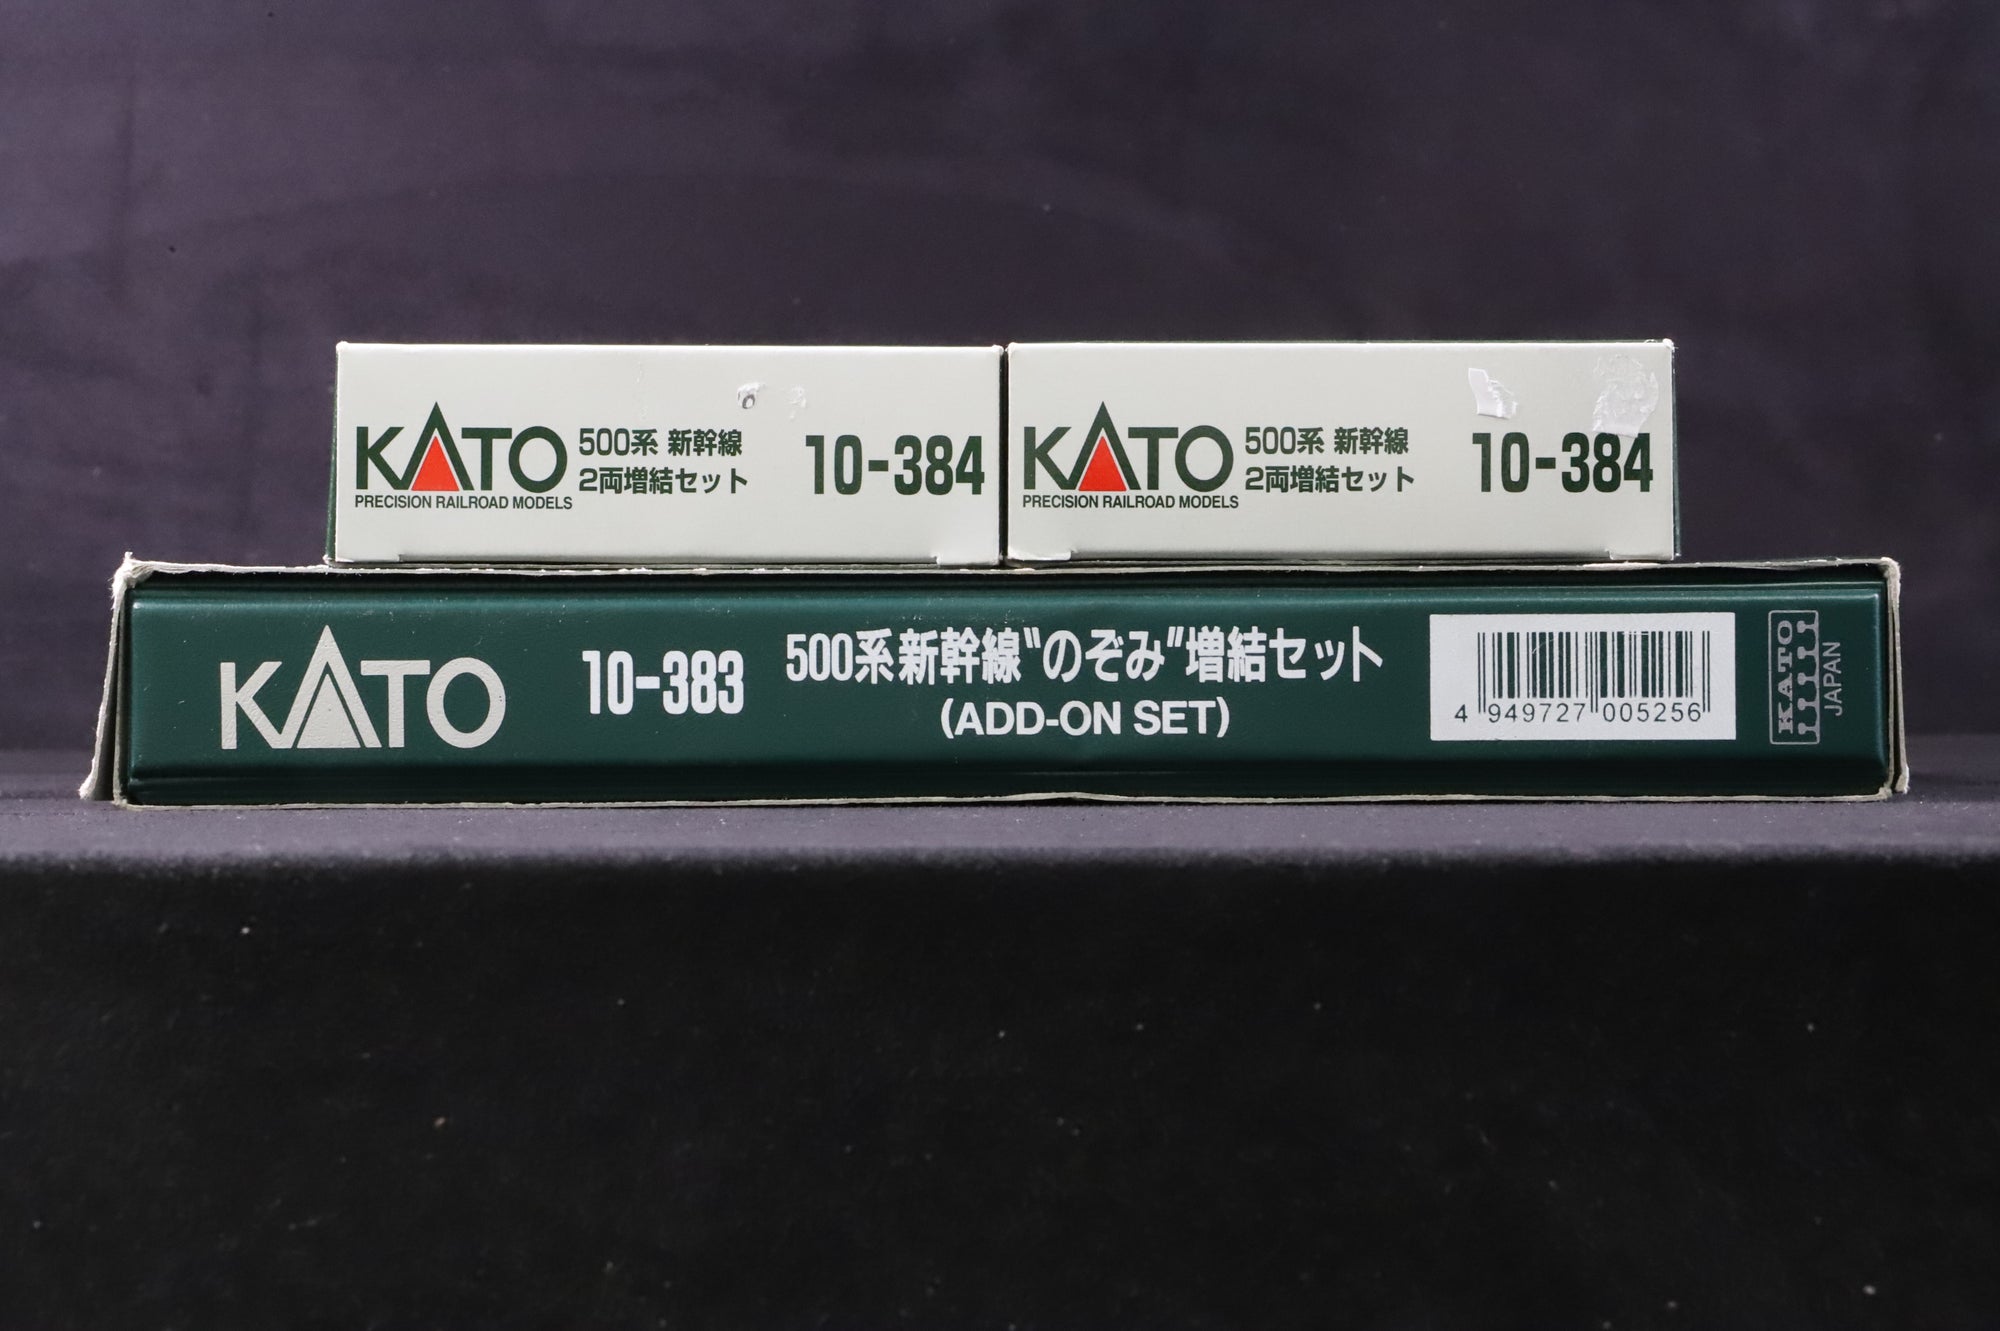 KATO
PRECISION RAILROAD MODELS
500系 新幹線
2両増結セット
10-384
KATO
PRECISION RAILROAD MODELS
500系 新幹線
2両増結セット
10-384
KATO
10-383
500系新幹線“のぞみ”増結セット
(ADD-ON SET)
4 949727 005256
KATO
JAPAN